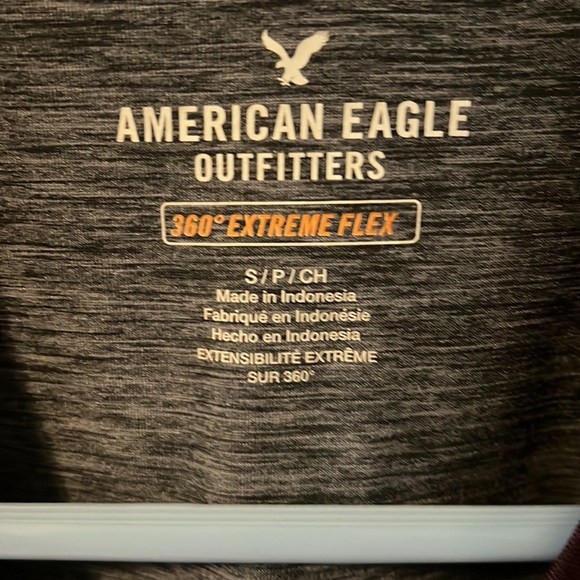 AMERICAN EAGLE
OUTFITTERS
360° EXTREME FLEX
S / P / CH
Made in Indonesia
Fabriqué en Indonésie
Hecho en Indonesia
EXTENSIBILITÉ EXTRÊME
SUR 360°